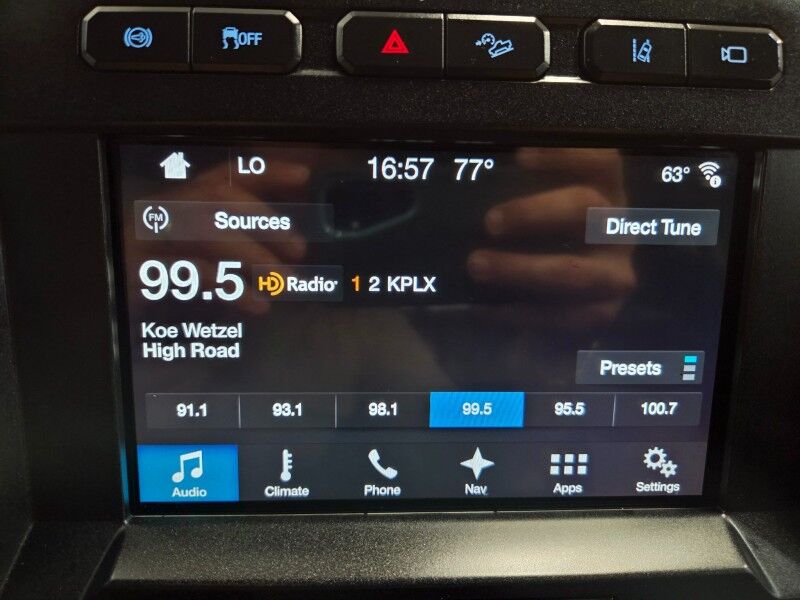 OFF
LO 16:57 77° 63°
FM Sources Direct Tune
99.5 HD Radio 1 2 KPLX
Koe Wetzel
High Road
Presets
91.1 93.1 98.1 99.5 95.5 100.7
Audio Climate Phone Nav Apps Settings